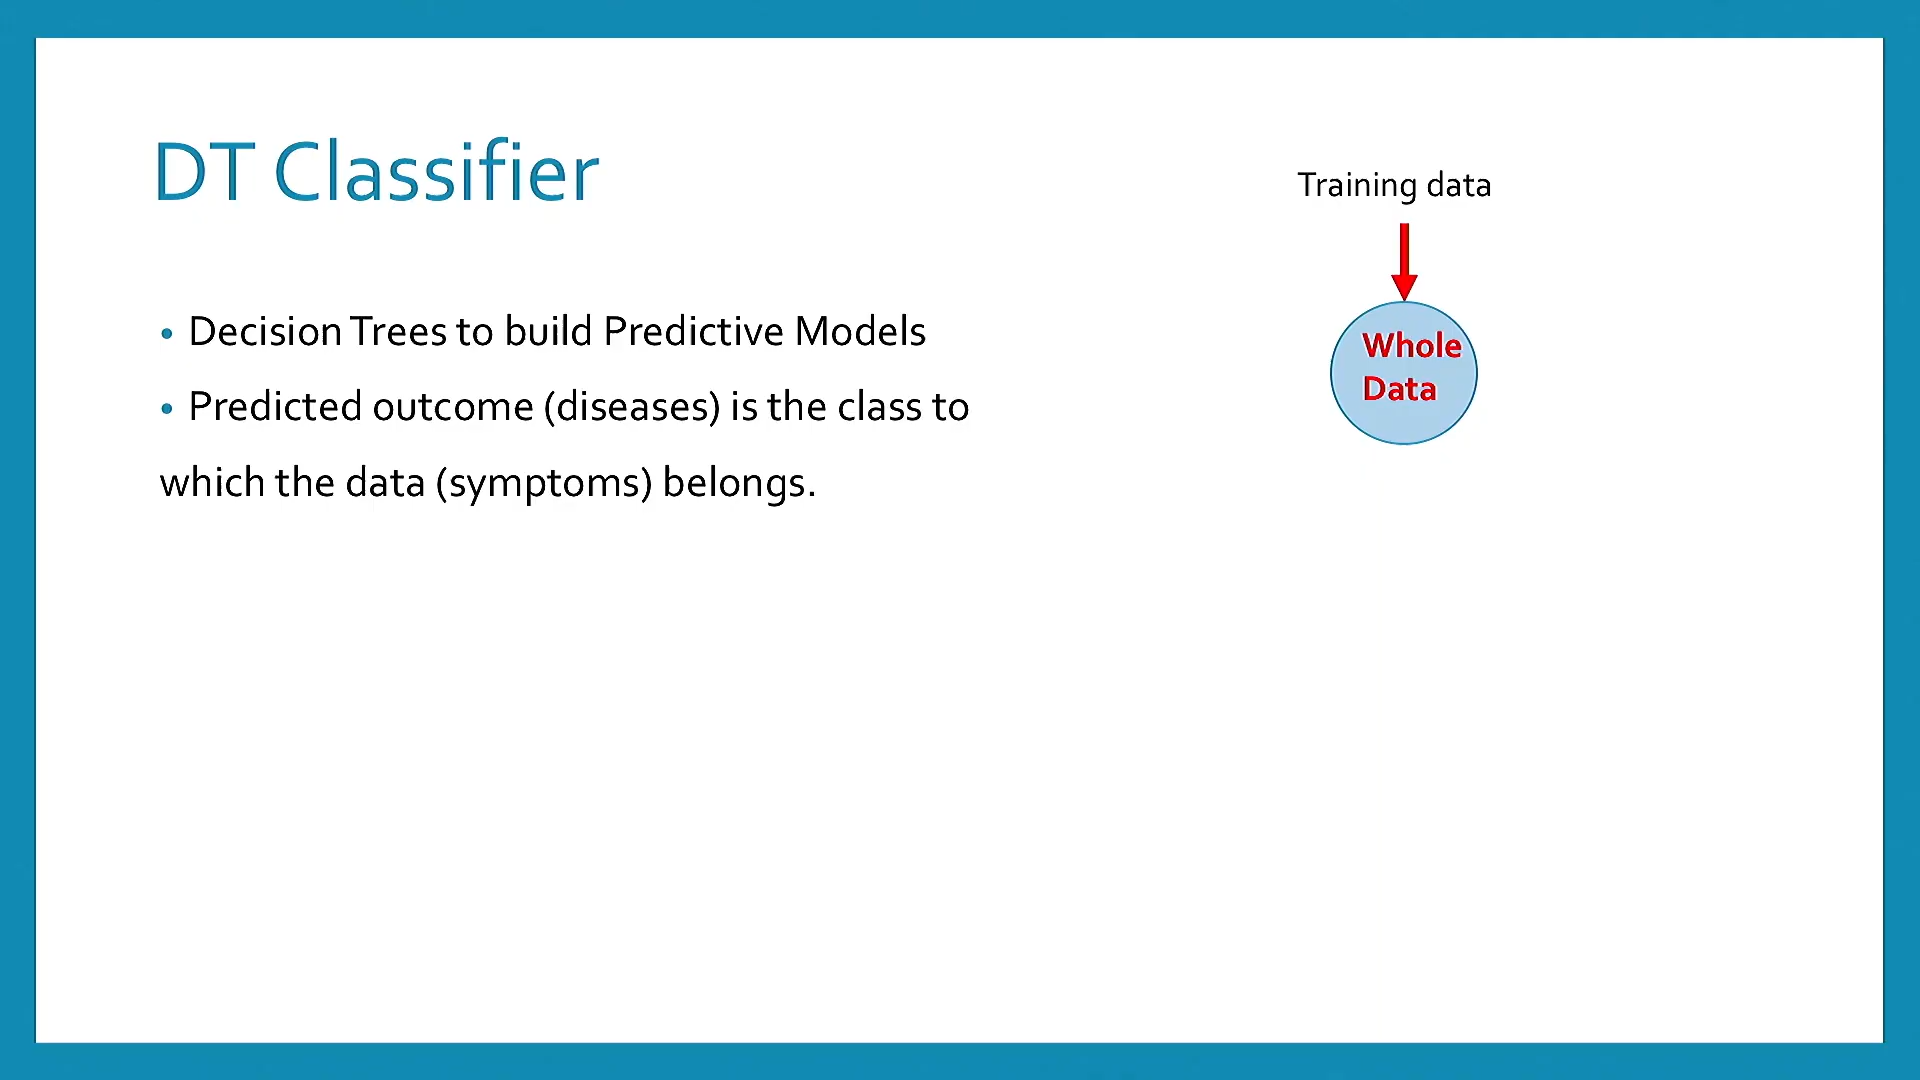 DT Classifier
Training data
Whole
Data
• Decision Trees to build Predictive Models
• Predicted outcome (diseases) is the class to
which the data (symptoms) belongs.